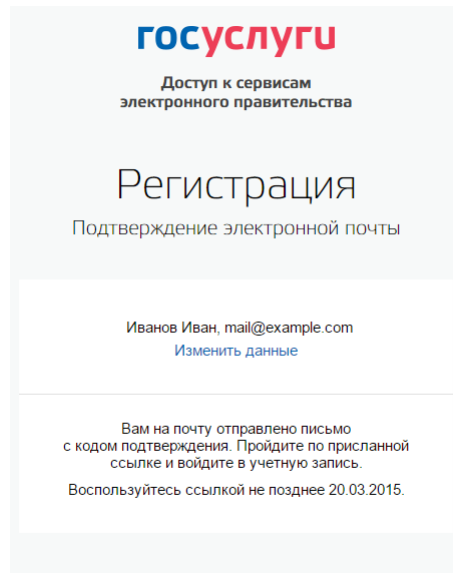 госуслуги
Доступ к сервисам
электронного правительства
Регистрация
Подтверждение электронной почты
Иванов Иван, mail@example.com
Изменить данные
Вам на почту отправлено письмо
с кодом подтверждения. Пройдите по присланной
ссылке и войдите в учетную запись.
Воспользуйтесь ссылкой не позднее 20.03.2015.